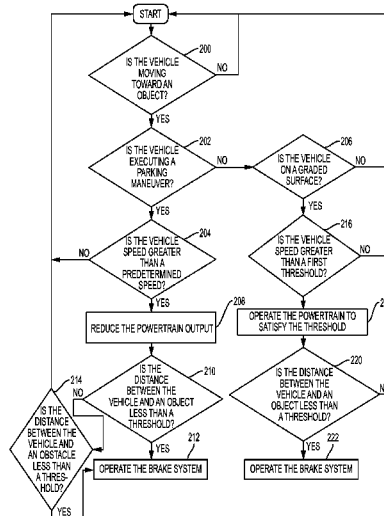 START
200
IS THE VEHICLE
MOVING
TOWARD AN
OBJECT?
NO
YES
202
IS THE VEHICLE
EXECUTING A
PARKING
MANEUVER?
NO
YES
206
IS THE VEHICLE
ON A GRADED
SURFACE?
NO
YES
204
IS THE VEHICLE
SPEED GREATER
THAN A
PREDETERMINED
SPEED?
NO
YES
216
IS THE VEHICLE
SPEED GREATER
THAN A FIRST
THRESHOLD?
NO
YES
208
REDUCE THE POWERTRAIN OUTPUT
OPERATE THE POWERTRAIN TO
SATISFY THE THRESHOLD
210
IS THE
DISTANCE
BETWEEN THE
VEHICLE AND AN OBJECT
LESS THAN A
THRESHOLD?
NO
YES
220
IS THE DISTANCE
BETWEEN THE
VEHICLE AND AN
OBJECT LESS THAN A
THRESHOLD?
NO
YES
214
IS THE
DISTANCE
BETWEEN THE
VEHICLE AND
AN OBSTACLE
LESS THAN
A THRES-
HOLD?
YES
212
OPERATE THE BRAKE SYSTEM
222
OPERATE THE BRAKE SYSTEM